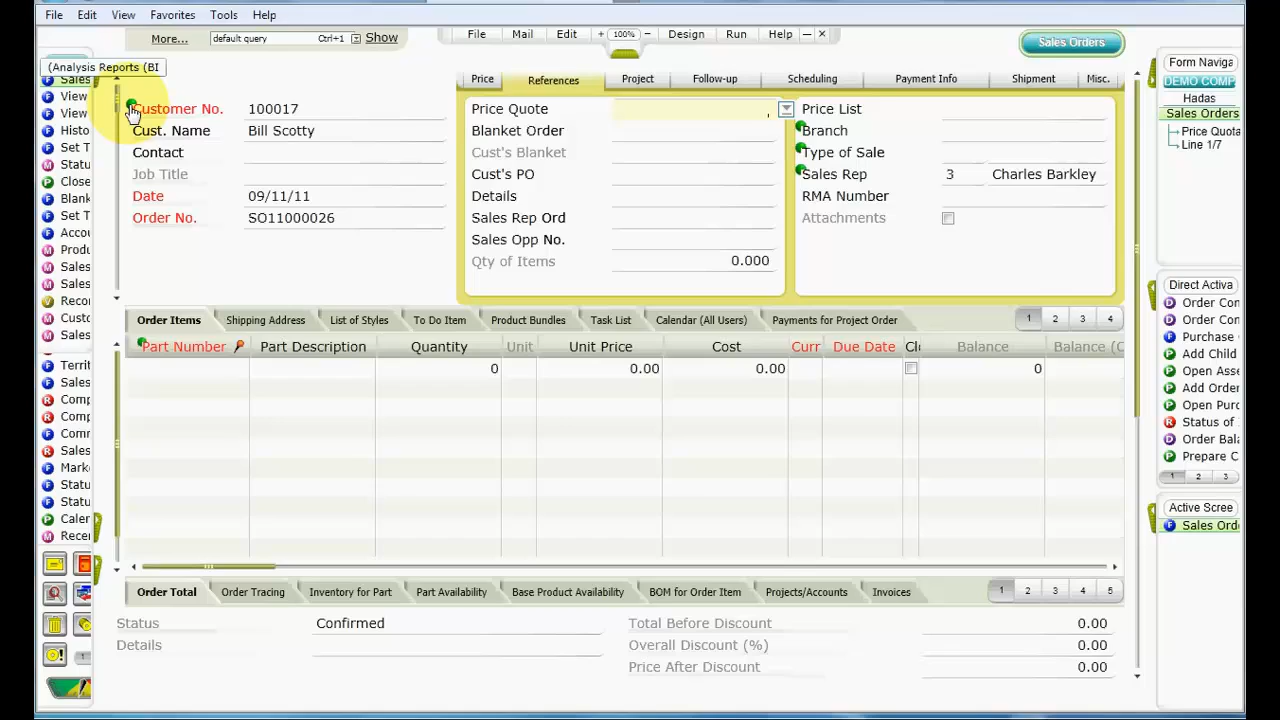 File Edit View Favorites Tools Help
More... default query Ctrl+1 Show
File Mail Edit + 100% − Design Run Help
Sales Orders
(Analysis Reports (BI
Sales
View
View
Histo
Set T
Statu
Close
Blank
Set T
Accou
Produ
Sales
Sales
Recor
Custo
Sales
Territ
Sales
Comp
Comp
Comm
Sales
Marke
Statu
Statu
Calen
Recei
1
Customer No. 100017
Cust. Name Bill Scotty
Contact
Job Title
Date 09/11/11
Order No. SO11000026
Price References Project Follow-up Scheduling Payment Info Shipment Misc.
Price Quote
Blanket Order
Cust's Blanket
Cust's PO
Details
Sales Rep Ord
Sales Opp No.
Qty of Items 0.000
Price List
Branch
Type of Sale
Sales Rep 3 Charles Barkley
RMA Number
Attachments
Order Items Shipping Address List of Styles To Do Item Product Bundles Task List Calendar (All Users) Payments for Project Order 1 2 3 4
Part Number Part Description Quantity Unit Unit Price Cost Curr Due Date Clo Balance Balance (C
0 0.00 0.00 0
Order Total Order Tracing Inventory for Part Part Availability Base Product Availability BOM for Order Item Projects/Accounts Invoices 1 2 3 4 5
Status Confirmed
Details
Total Before Discount 0.00
Overall Discount (%) 0.00
Price After Discount 0.00
Form Naviga
DEMO COMP
Hadas
Sales Orders
Price Quota
Line 1/7
Direct Activa
Order Con
Order Con
Purchase
Add Child
Open Asse
Add Order
Open Purc
Status of
Order Bala
Prepare C
1 2 3
Active Scree
Sales Orde